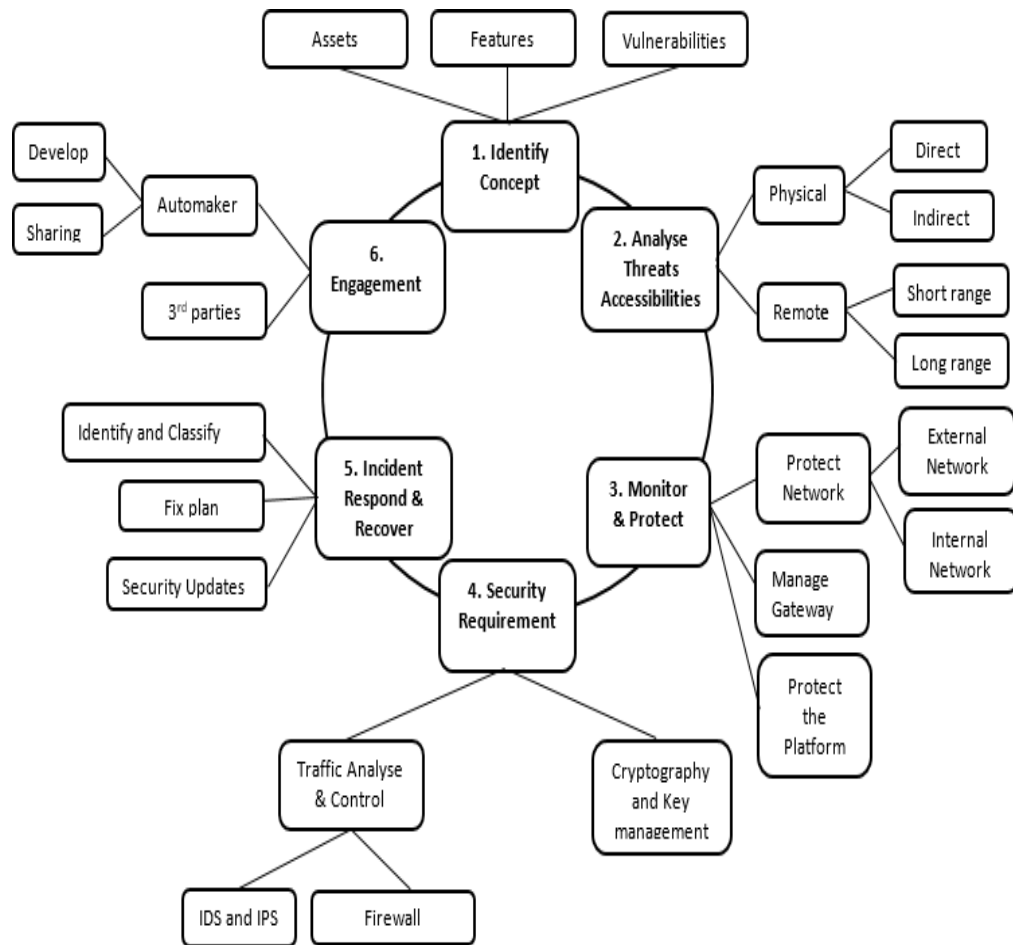 Assets
Features
Vulnerabilities
1. Identify
Concept
Develop
Sharing
Automaker
6.
Engagement
3rd parties
2. Analyse
Threats
Accessibilities
Physical
Direct
Indirect
Remote
Short range
Long range
Identify and Classify
Fix plan
Security Updates
5. Incident
Respond &
Recover
3. Monitor
& Protect
Protect
Network
External
Network
Internal
Network
Manage
Gateway
Protect
the
Platform
4. Security
Requirement
Traffic Analyse
& Control
Cryptography
and Key
management
IDS and IPS
Firewall